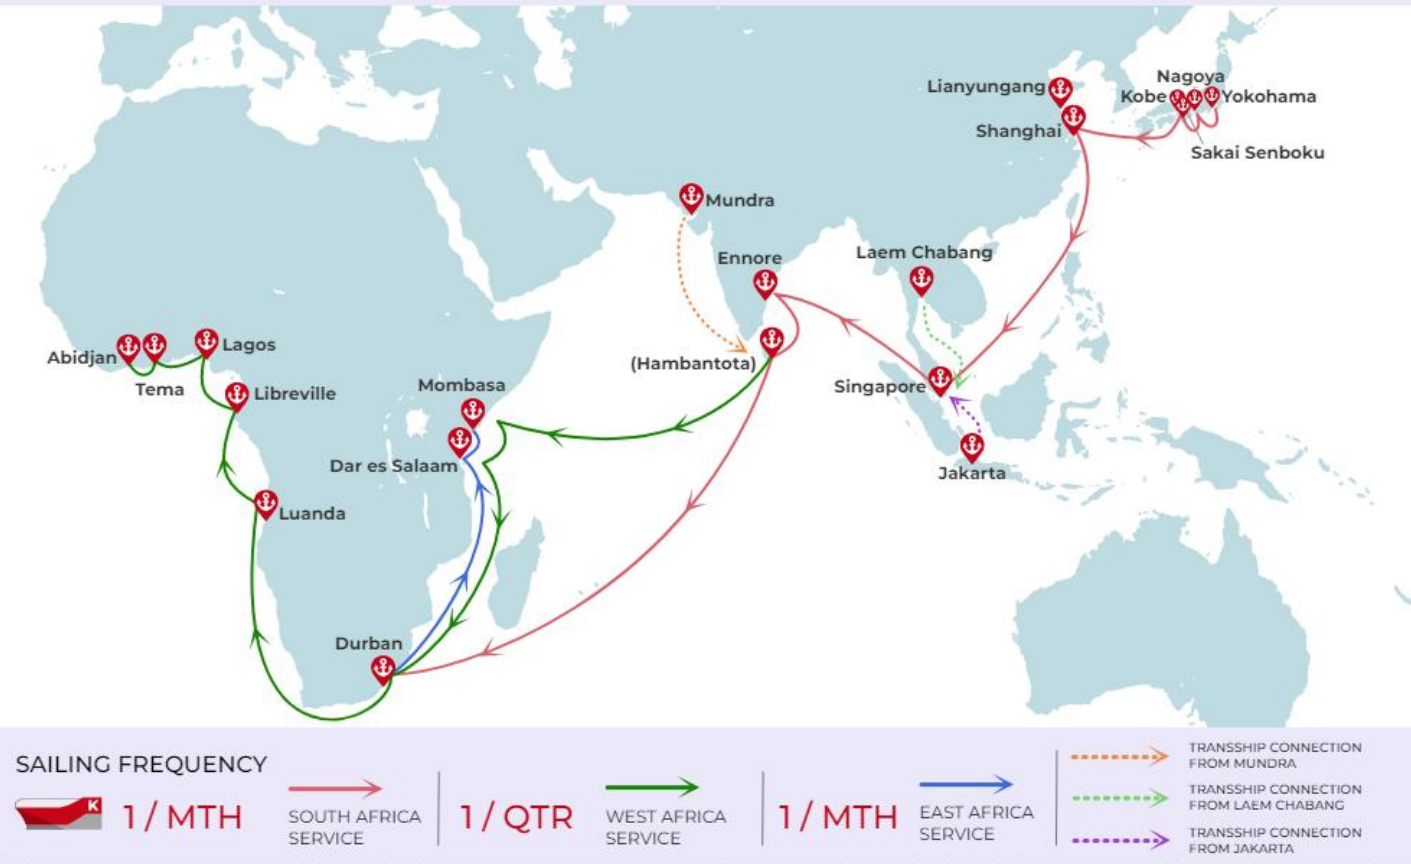 Lianyungang
Nagoya
Kobe
Yokohama
Shanghai
Sakai Senboku
Mundra
Ennore
Laem Chabang
Abidjan
Lagos
(Hambantota)
Tema
Libreville
Mombasa
Singapore
Dar es Salaam
Jakarta
Luanda
Durban
SAILING FREQUENCY
K
1 / MTH
SOUTH AFRICA
SERVICE
1 / QTR
WEST AFRICA
SERVICE
1 / MTH
EAST AFRICA
SERVICE
TRANSSHIP CONNECTION
FROM MUNDRA
TRANSSHIP CONNECTION
FROM LAEM CHABANG
TRANSSHIP CONNECTION
FROM JAKARTA